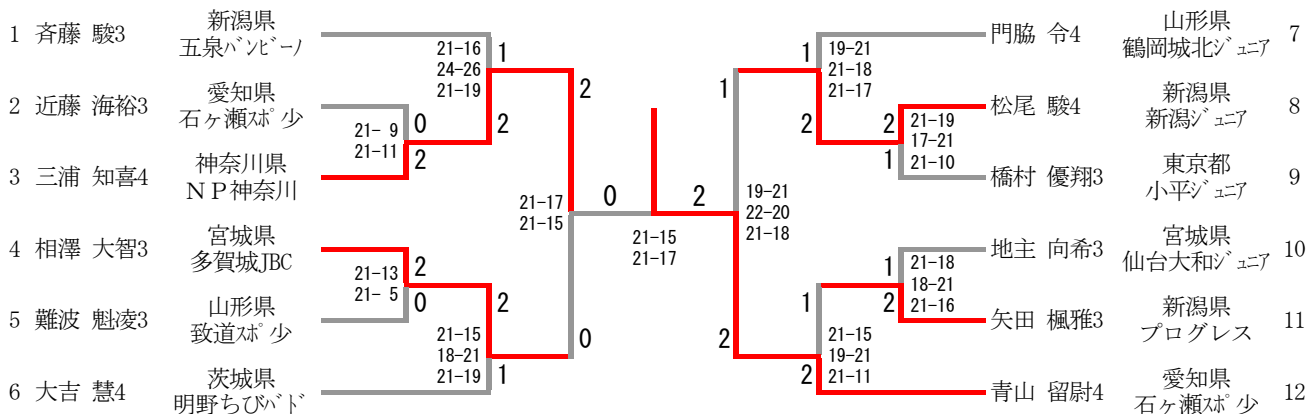 1 斉藤 駿3 新潟県
五泉ﾊﾞﾝﾋﾞｰﾉ
2 近藤 海裕3 愛知県
石ヶ瀬ｽﾎﾟ少
3 三浦 知喜4 神奈川県
ＮＰ神奈川
4 相澤 大智3 宮城県
多賀城JBC
5 難波 魁凌3 山形県
致道ｽﾎﾟ少
6 大吉 慧4 茨城県
明野ちびﾊﾞﾄﾞ
21-16
24-26
21-19
1
2
21- 9
21-11
0
2
2
21-13
21- 5
2
0
21-15
18-21
21-19
2
1
0
21-17
21-15
0
2
21-15
21-17
19-21
22-20
21-18
1
2
19-21
21-18
21-17
1
2
21-19
17-21
21-10
2
1
21-18
18-21
21-16
1
2
21-15
19-21
21-11
1
2
門脇 令4 山形県 7
鶴岡城北ｼﾞｭﾆｱ
松尾 駿4 新潟県 8
新潟ｼﾞｭﾆｱ
橋村 優翔3 東京都 9
小平ｼﾞｭﾆｱ
地主 向希3 宮城県 10
仙台大和ｼﾞｭﾆｱ
矢田 楓雅3 新潟県 11
プログレス
青山 留尉4 愛知県 12
石ヶ瀬ｽﾎﾟ少